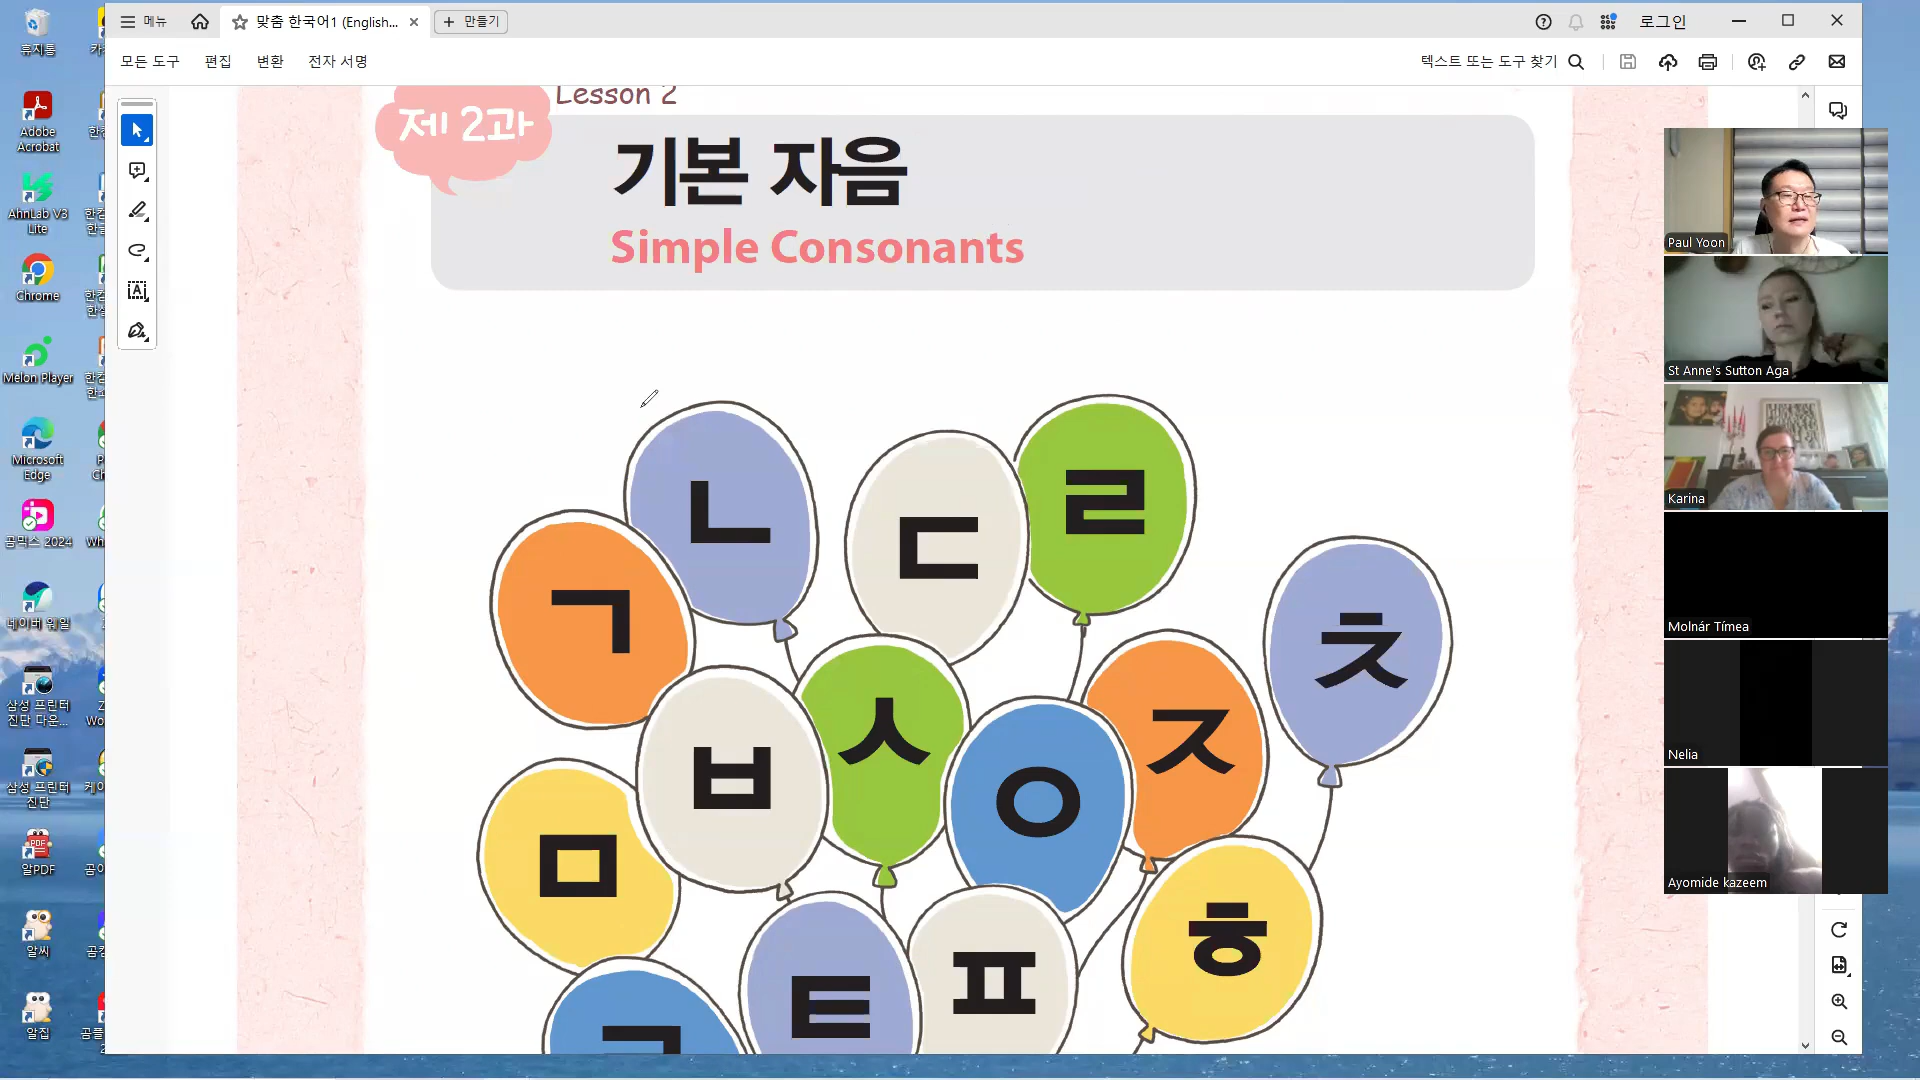 메뉴
맞춤 한국어1 (English...
만들기
로그인
모든 도구
편집
변환
전자 서명
텍스트 또는 도구 찾기
휴지통
Adobe Acrobat
AhnLab V3 Lite
Chrome
Melon Player
곰믹스 2024
Microsoft Edge
네이버 웨일
삼성 프린터 진단 다운...
삼성 프린터 진단
알PDF
알씨
알집
제 2과
Lesson 2
기본 자음
Simple Consonants
ㄴ
ㄷ
ㄹ
ㄱ
ㅊ
ㅂ
ㅅ
ㅇ
ㅈ
ㅁ
ㅎ
ㅌ
ㅍ
Paul Yoon
St Anne's Sutton Aga
Karina
Molnár Tímea
Nelia
Ayomide kazeem